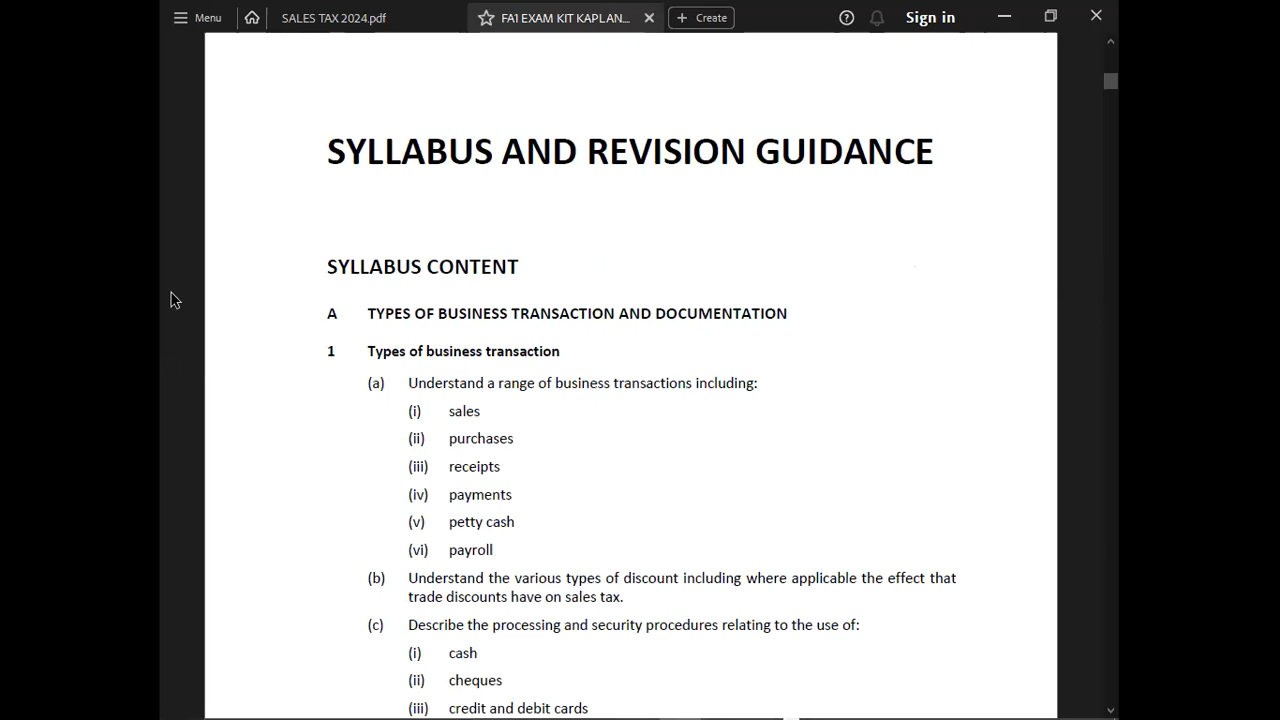 Menu SALES TAX 2024.pdf FA1 EXAM KIT KAPLAN... Create Sign in
SYLLABUS AND REVISION GUIDANCE
SYLLABUS CONTENT
A TYPES OF BUSINESS TRANSACTION AND DOCUMENTATION
1 Types of business transaction
(a) Understand a range of business transactions including:
(i) sales
(ii) purchases
(iii) receipts
(iv) payments
(v) petty cash
(vi) payroll
(b) Understand the various types of discount including where applicable the effect that
trade discounts have on sales tax.
(c) Describe the processing and security procedures relating to the use of:
(i) cash
(ii) cheques
(iii) credit and debit cards